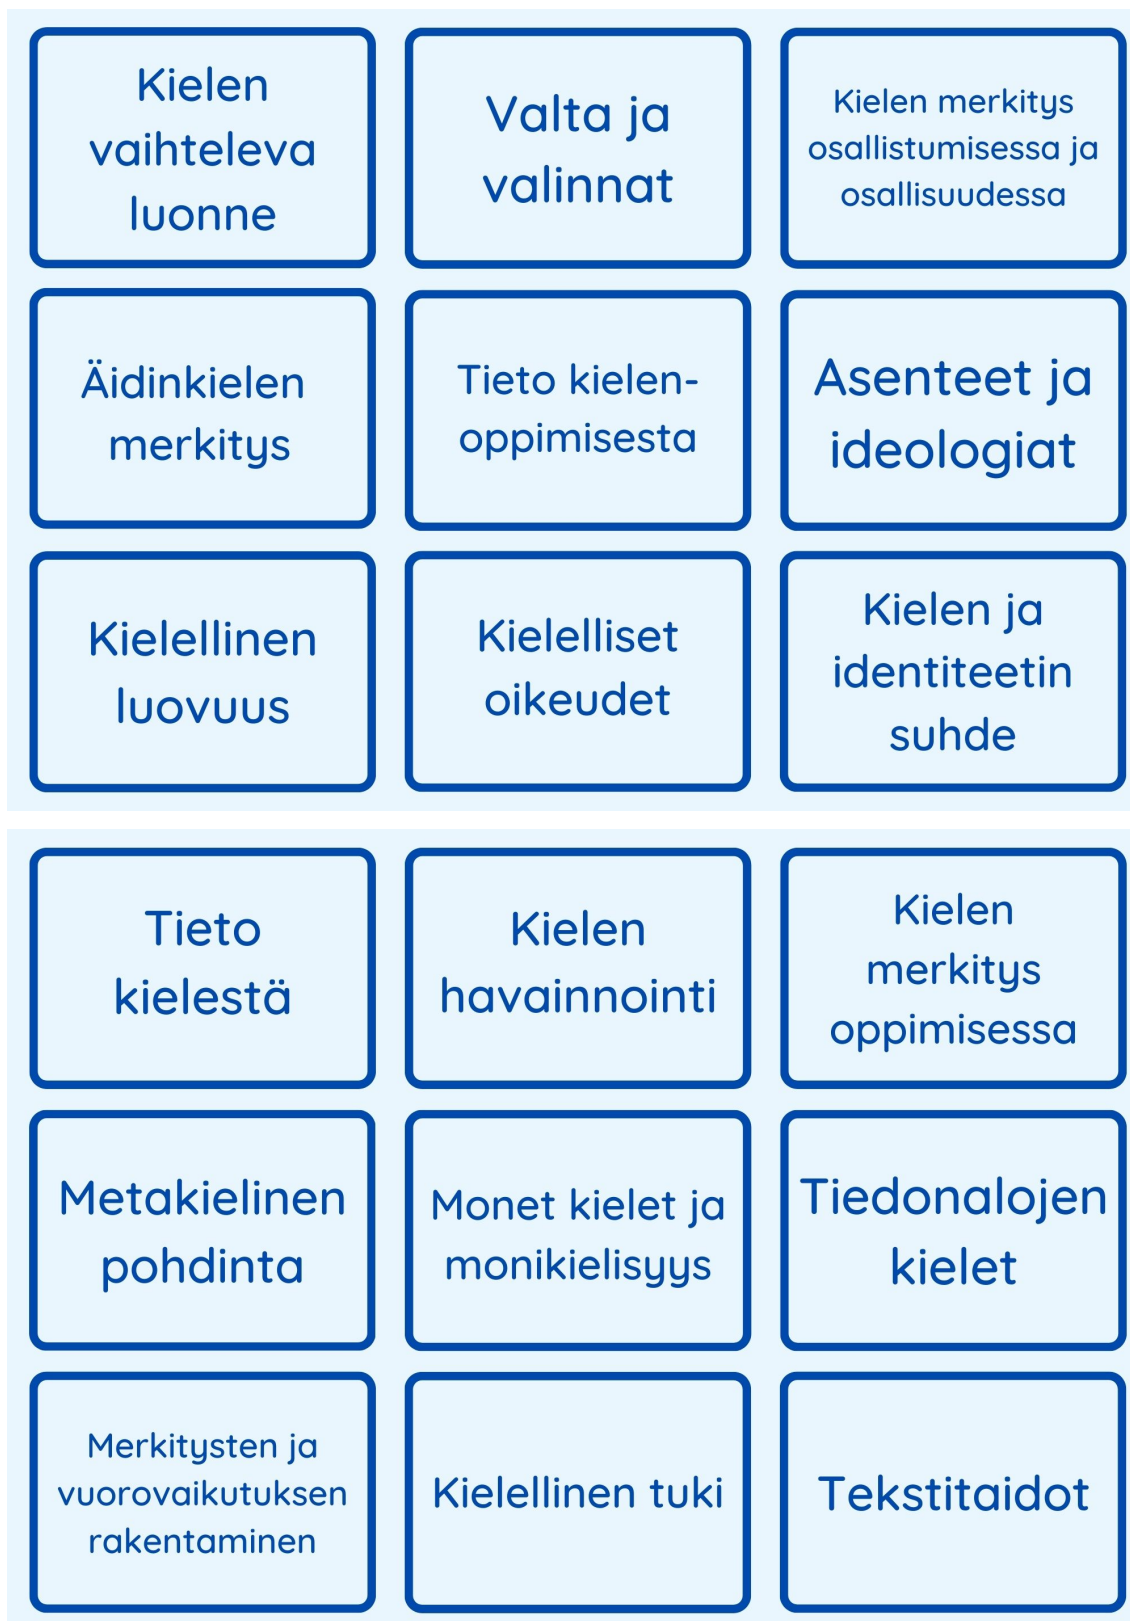 Kielen
vaihteleva
luonne
Valta ja
valinnat
Kielen merkitys
osallistumisessa ja
osallisuudessa
Äidinkielen
merkitys
Tieto kielen-
oppimisesta
Asenteet ja
ideologiat
Kielellinen
luovuus
Kielelliset
oikeudet
Kielen ja
identiteetin
suhde
Tieto
kielestä
Kielen
havainnointi
Kielen
merkitys
oppimisessa
Metakielinen
pohdinta
Monet kielet ja
monikielisyys
Tiedonalojen
kielet
Merkitysten ja
vuorovaikutuksen
rakentaminen
Kielellinen tuki
Tekstitaidot